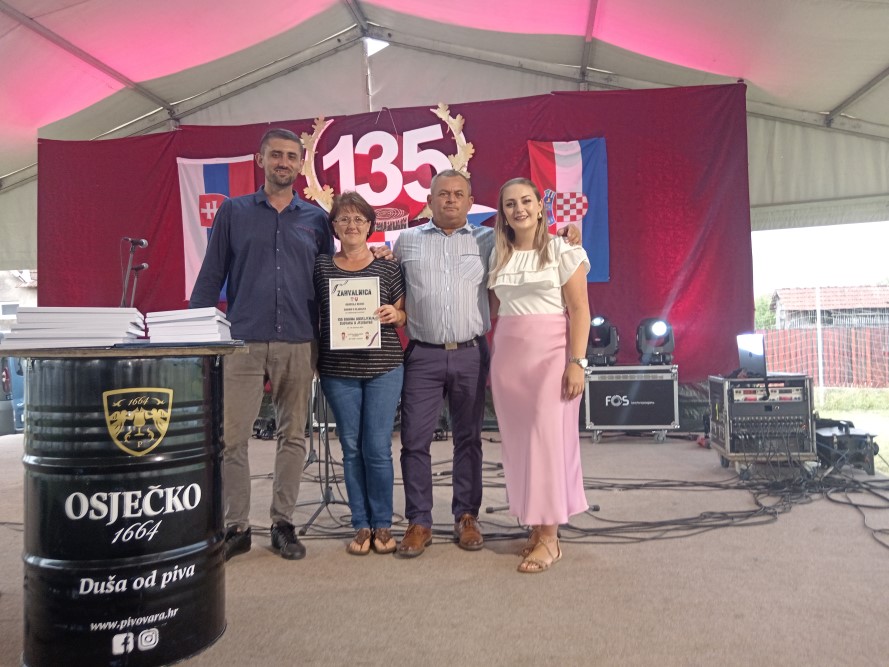 135
ZAHVALNICA
FOS
1664
OSJEČKO
1664
Duša od piva
www.pivovara.hr